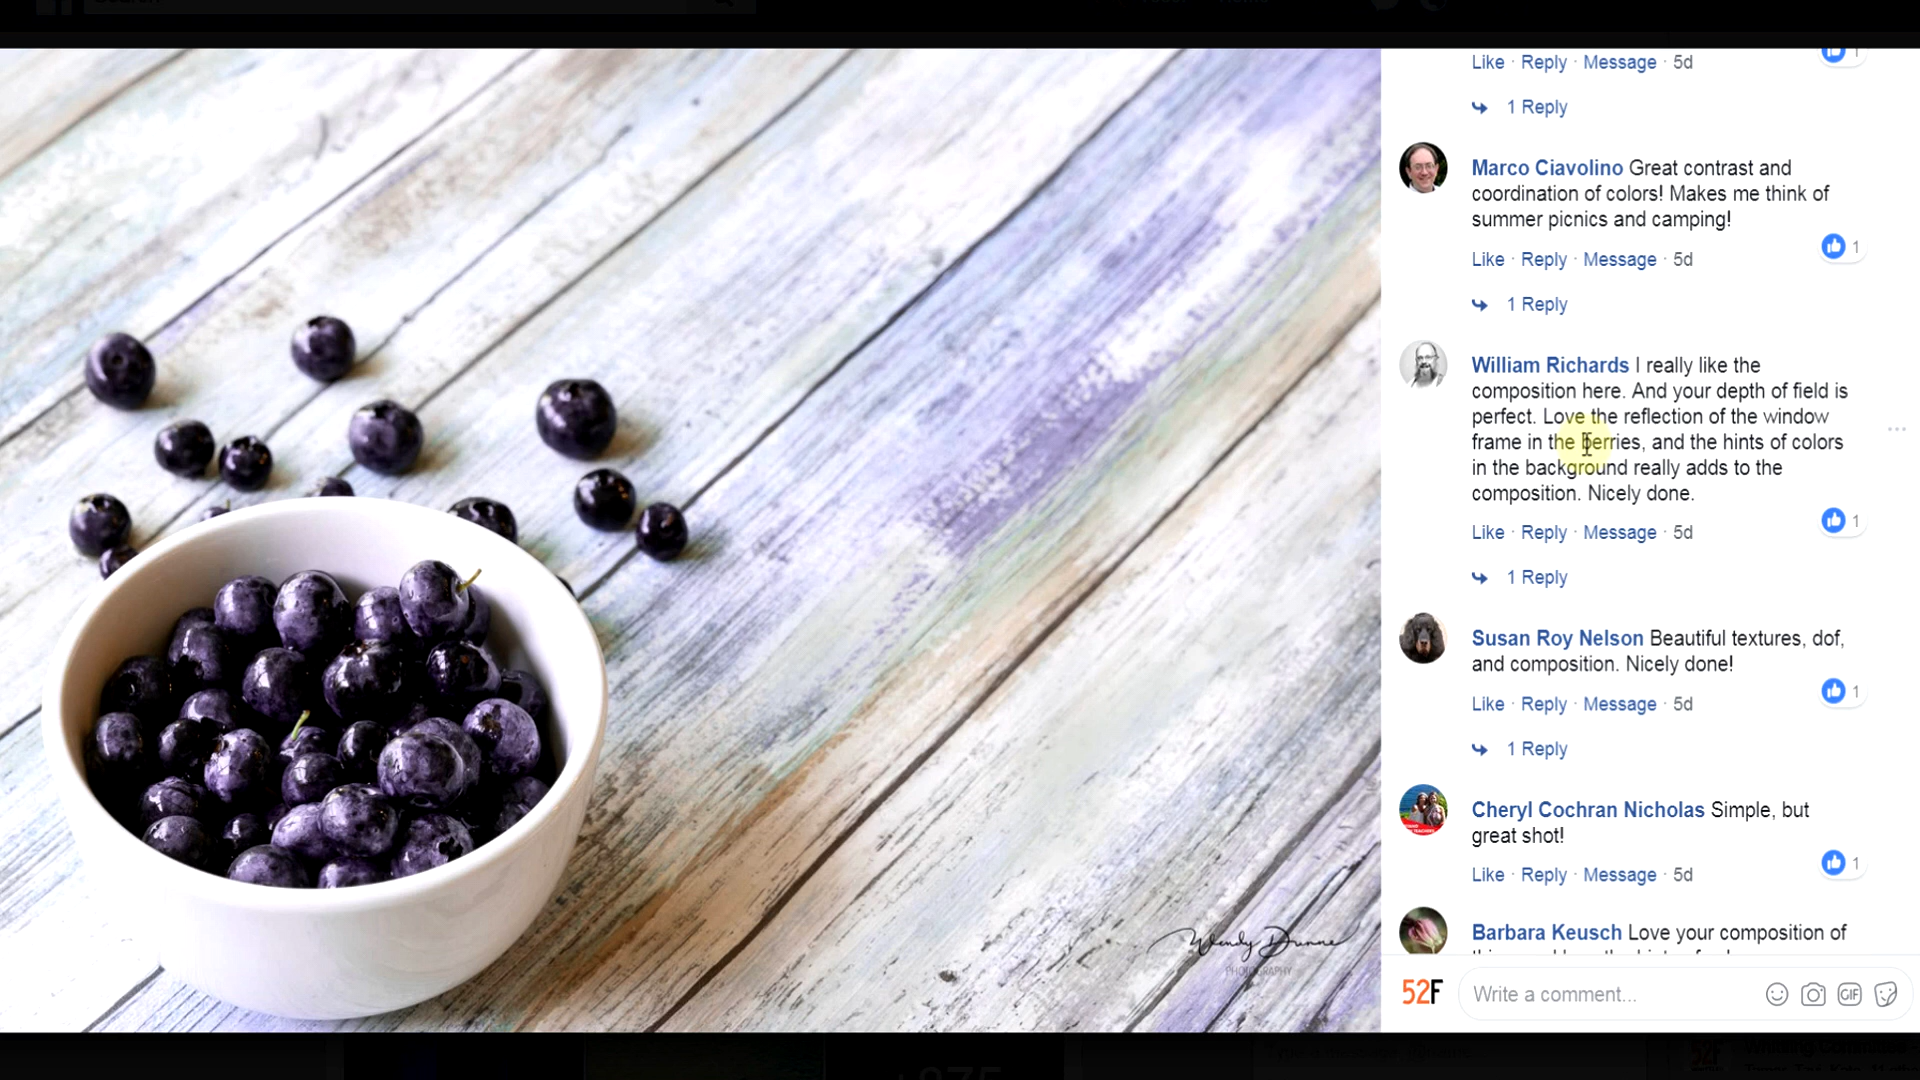 Like · Reply · Message · 5d
1 Reply
Marco Ciavolino Great contrast and
coordination of colors! Makes me think of
summer picnics and camping!
1
Like · Reply · Message · 5d
1 Reply
William Richards I really like the
composition here. And your depth of field is
perfect. Love the reflection of the window
frame in the berries, and the hints of colors
in the background really adds to the
composition. Nicely done.
1
Like · Reply · Message · 5d
1 Reply
Susan Roy Nelson Beautiful textures, dof,
and composition. Nicely done!
1
Like · Reply · Message · 5d
1 Reply
Cheryl Cochran Nicholas Simple, but
great shot!
1
Like · Reply · Message · 5d
Barbara Keusch Love your composition of
52F
Write a comment...
GIF
Wendy Dunne
PHOTOGRAPHY